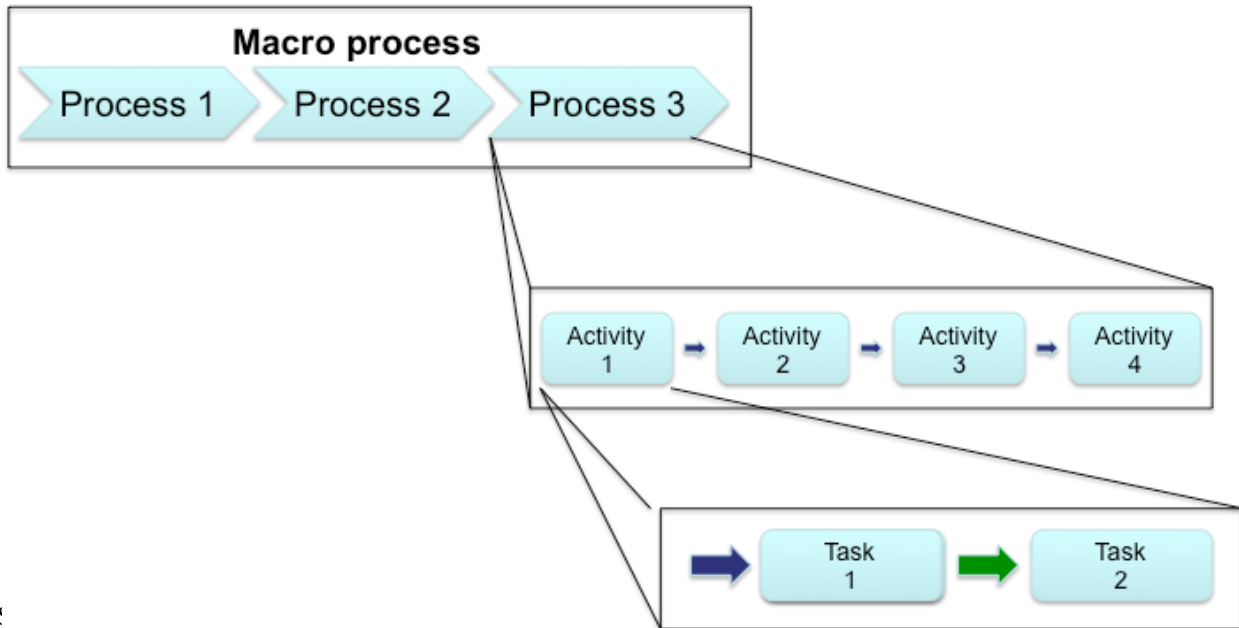 Macro process
Process 1
Process 2
Process 3
Activity
1
Activity
2
Activity
3
Activity
4
Task
1
Task
2